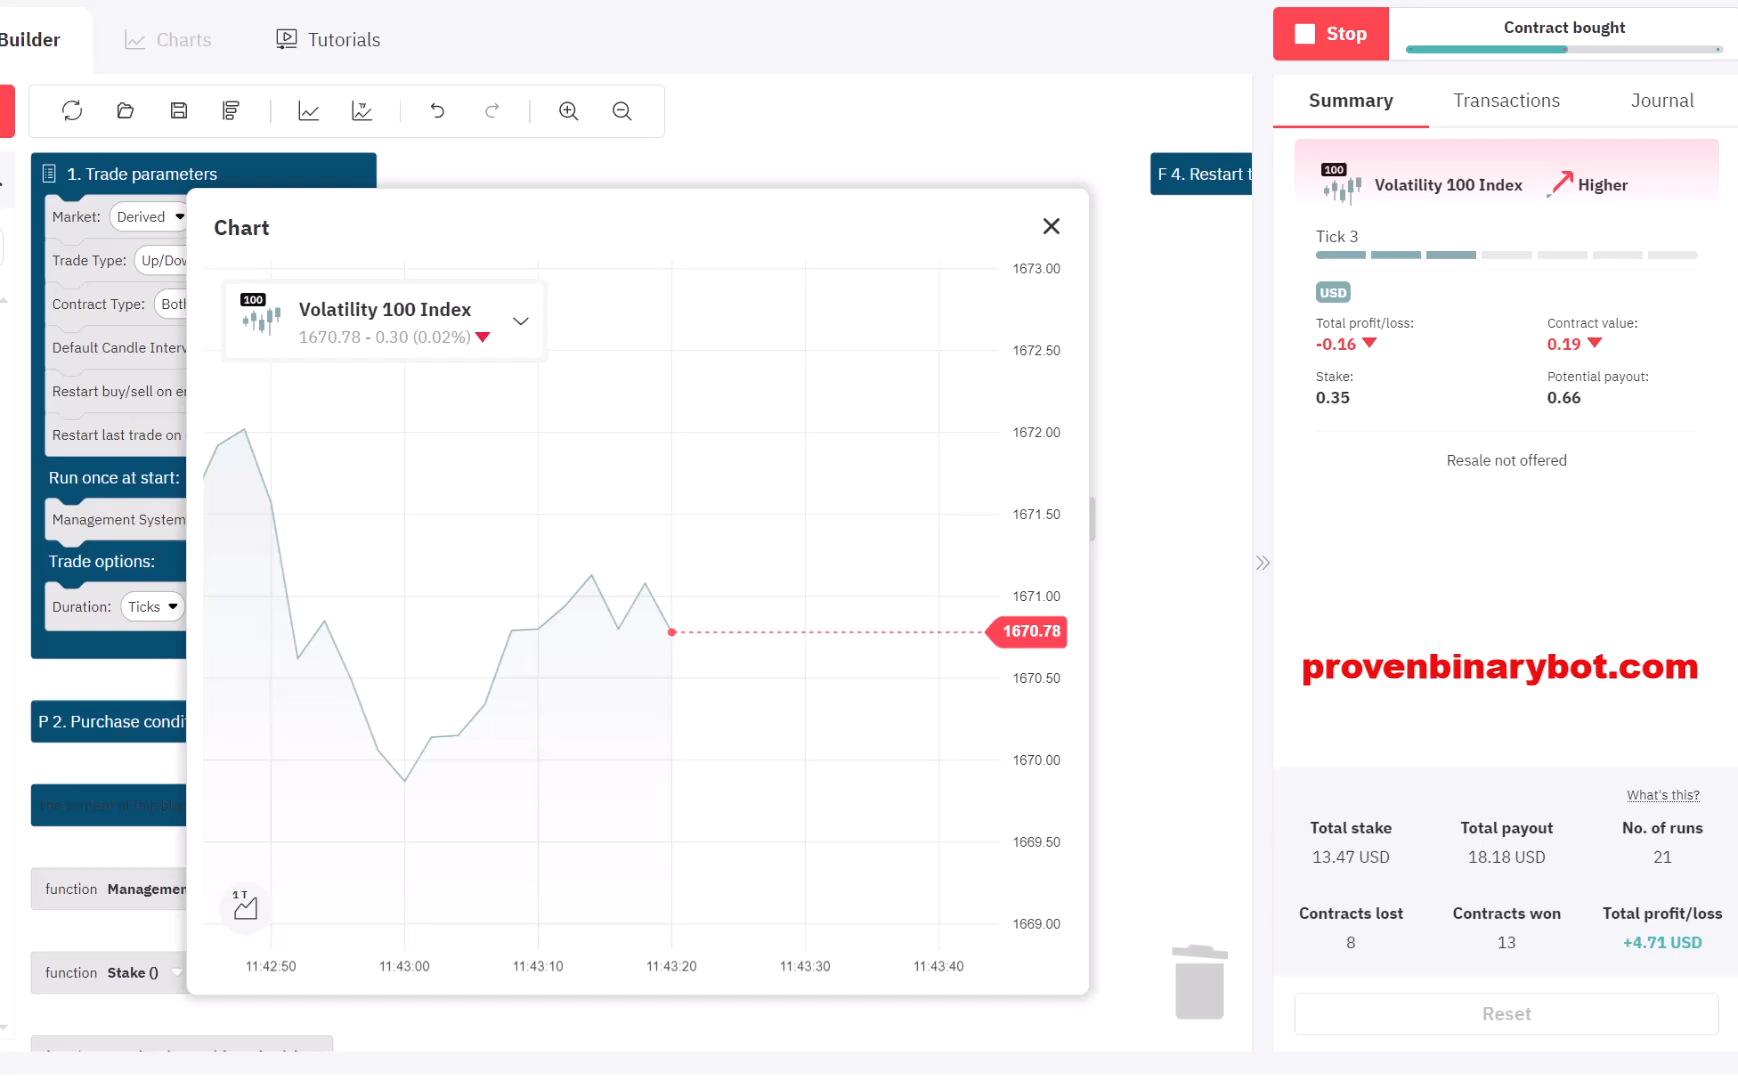 Builder
Charts
Tutorials
Stop
Contract bought
Summary
Transactions
Journal
1. Trade parameters
Market: Derived
Trade Type:
Contract Type:
Default Candle
Restart buy/sell on
Restart last trade on
Run once at start:
Management System
Trade options:
Duration: Ticks
P 2. Purchase
function
function Stake ()
F 4. Restart
Chart
100
Volatility 100 Index
1670.78 - 0.30 (0.02%)
1673.00
1672.50
1672.00
1671.50
1671.00
1670.78
1670.50
1670.00
1669.50
1669.00
1 T
11:42:50
11:43:00
11:43:10
11:43:20
11:43:30
11:43:40
100
Volatility 100 Index
Higher
Tick 3
USD
Total profit/loss:
-0.16
Contract value:
0.19
Stake:
0.35
Potential payout:
0.66
Resale not offered
provenbinarybot.com
What's this?
Total stake
13.47 USD
Total payout
18.18 USD
No. of runs
21
Contracts lost
8
Contracts won
13
Total profit/loss
+4.71 USD
Reset